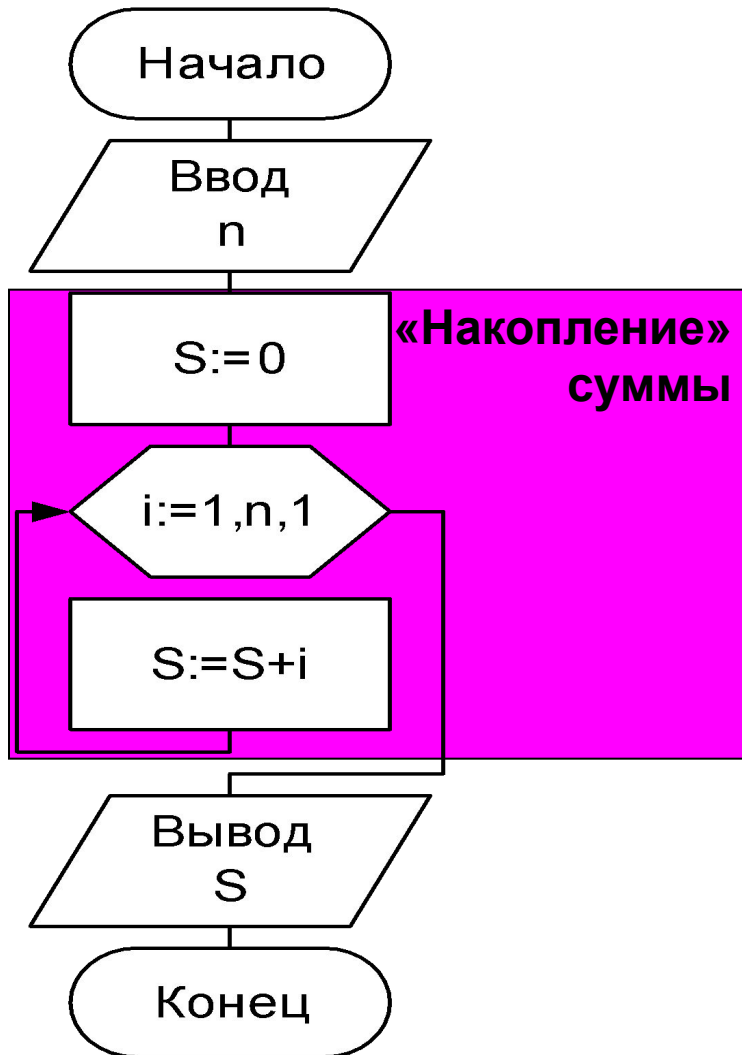 Начало
Ввод
n
S:=0
«Накопление»
суммы
i:=1,n,1
S:=S+i
Вывод
S
Конец